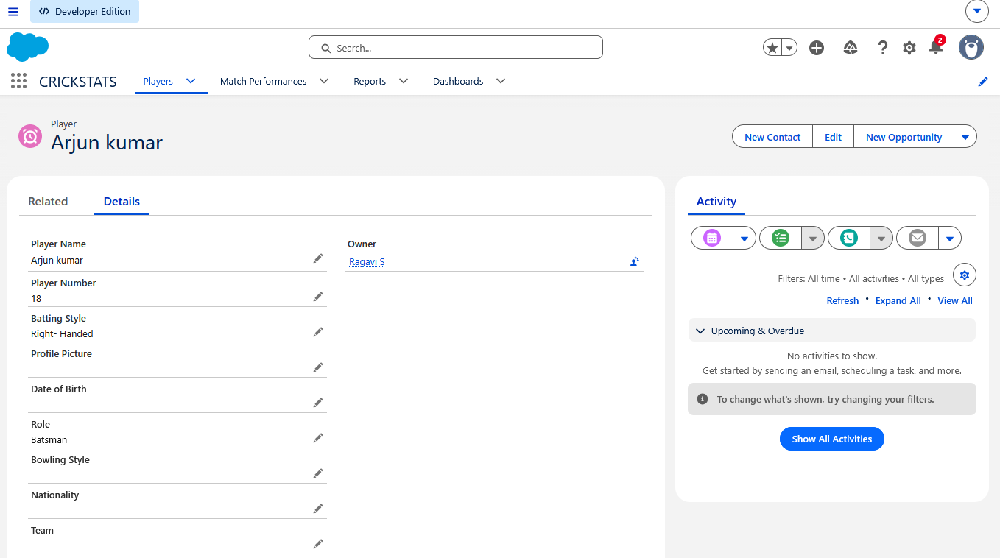 Developer Edition
Search...
2
CRICKSTATS
Players
Match Performances
Reports
Dashboards
Player
Arjun kumar
New Contact
Edit
New Opportunity
Related
Details
Player Name
Arjun kumar
Owner
Ragavi S
Player Number
18
Batting Style
Right- Handed
Profile Picture
Date of Birth
Role
Batsman
Bowling Style
Nationality
Team
Activity
Filters: All time • All activities • All types
Refresh • Expand All • View All
Upcoming & Overdue
No activities to show.
Get started by sending an email, scheduling a task, and more.
To change what's shown, try changing your filters.
Show All Activities